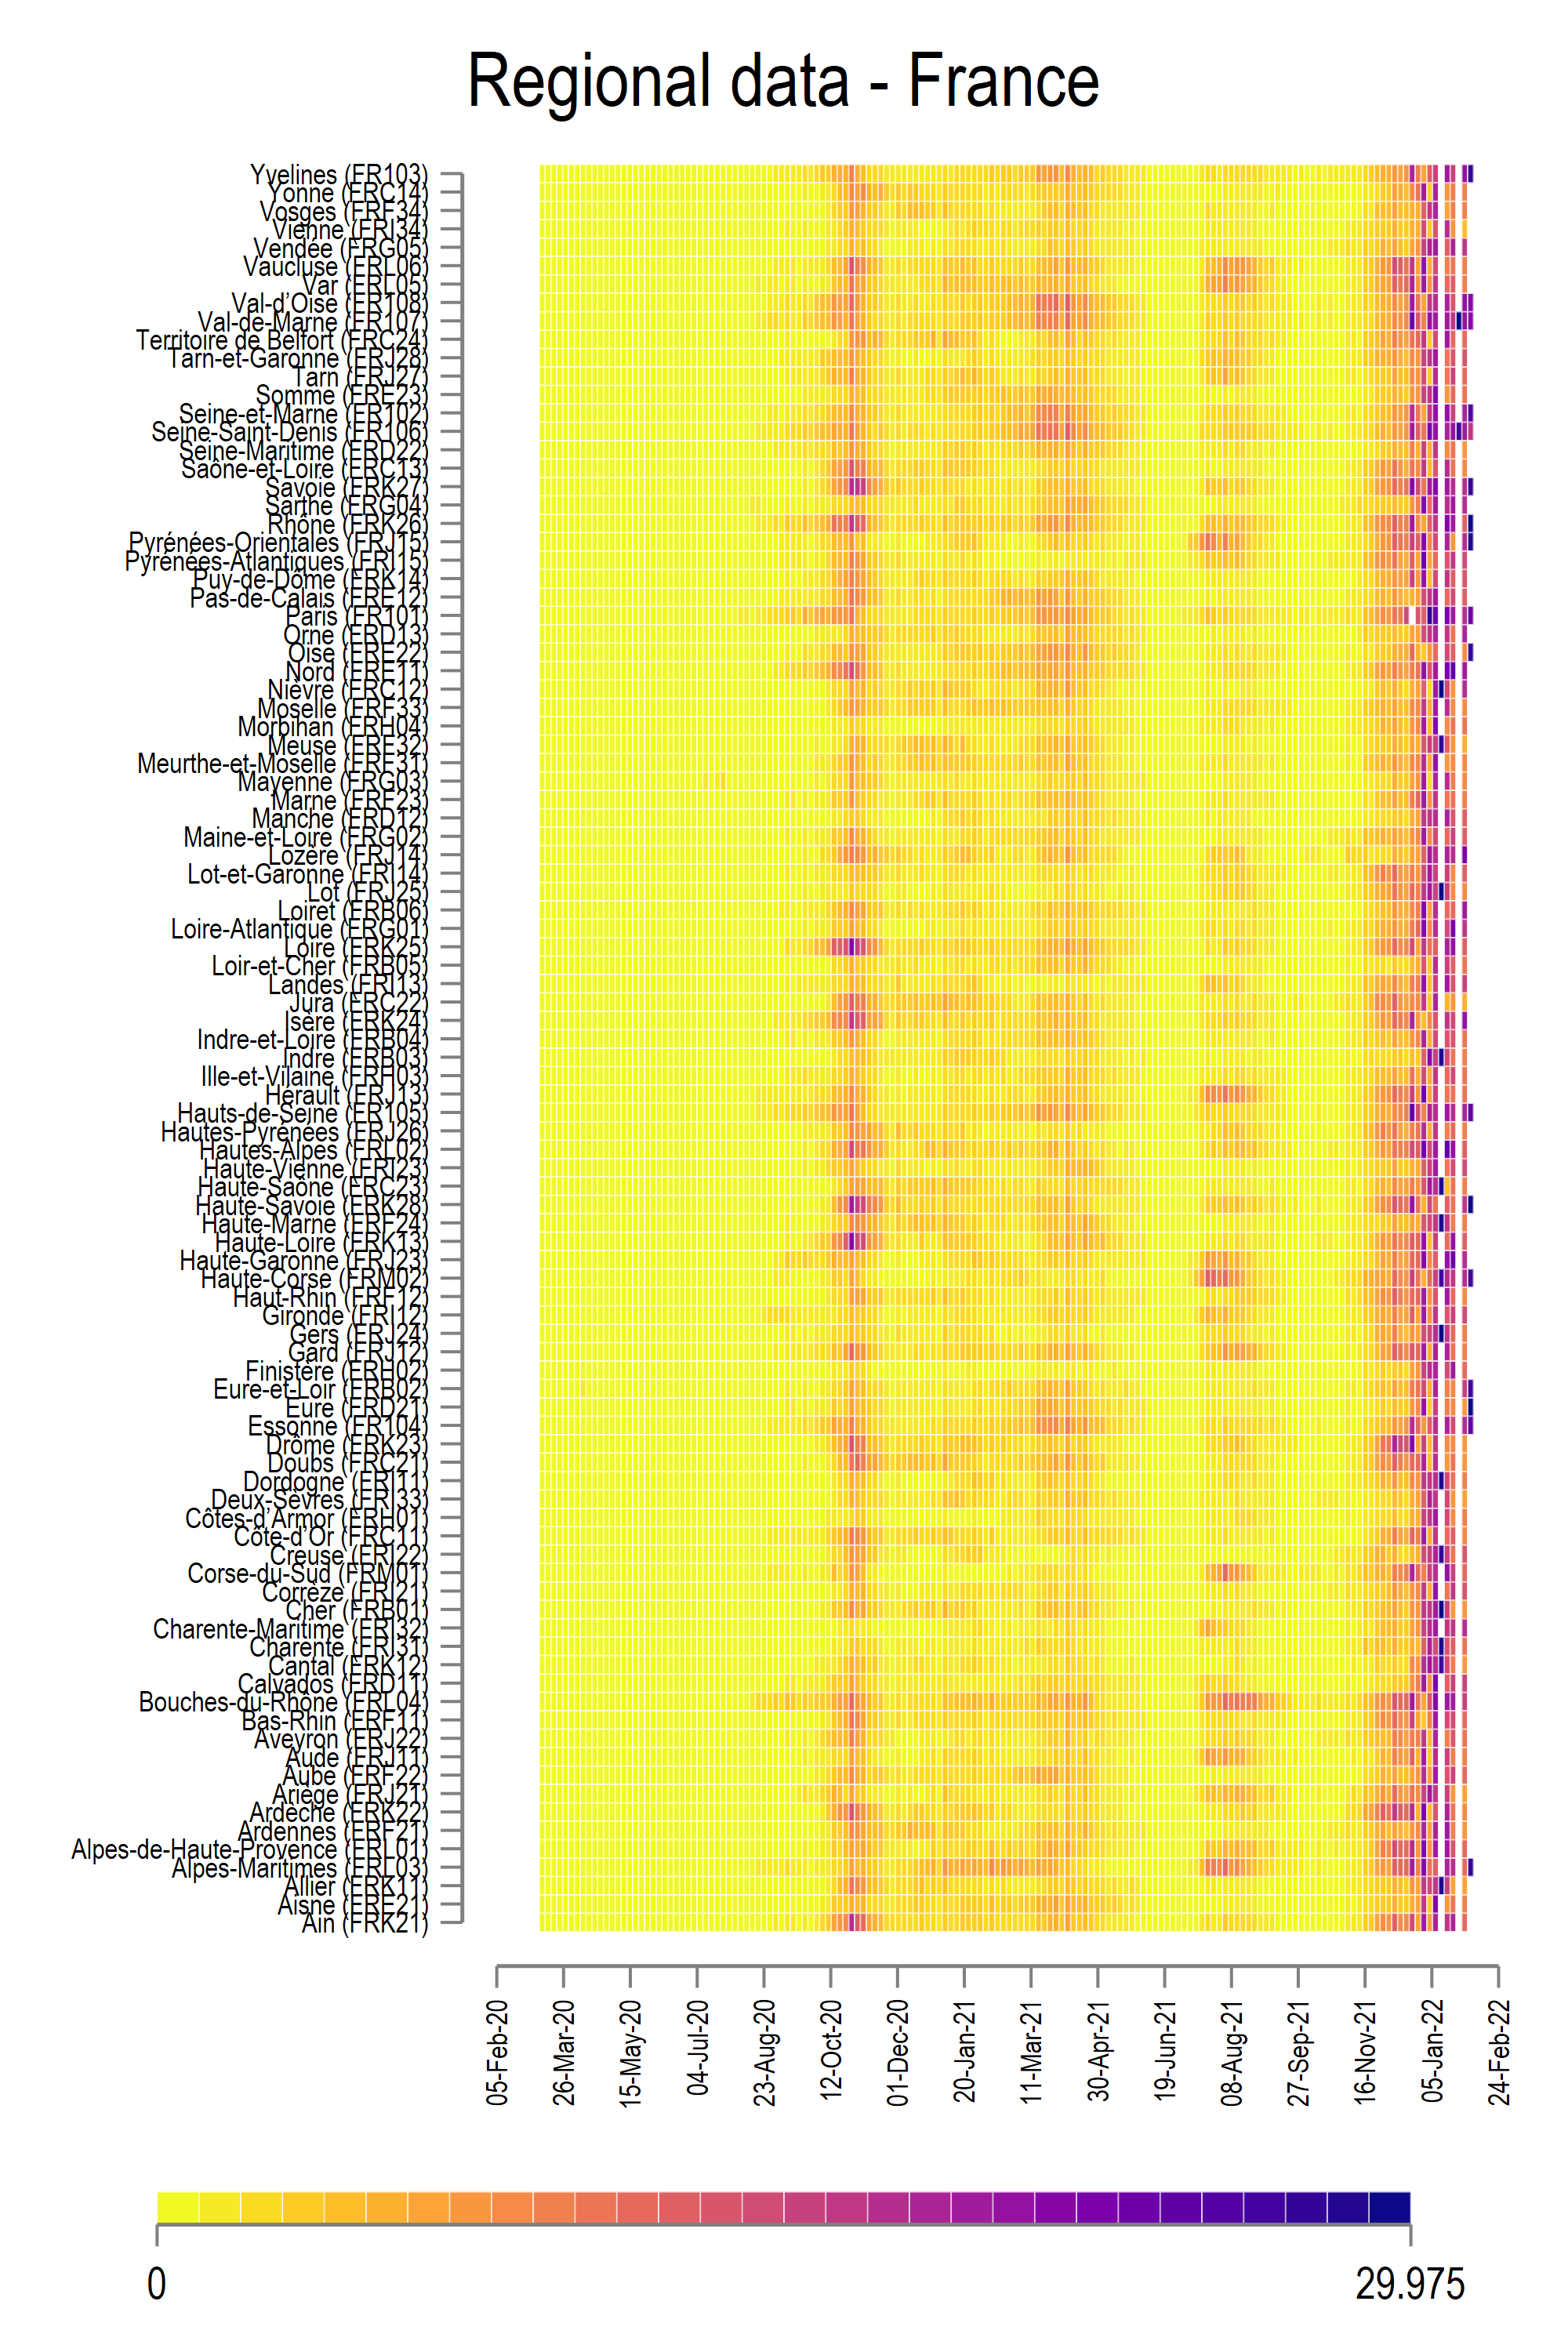 Regional data - France
Yvelines (FR103)
Yonne (FRC14)
Vosges (FRF34)
Vienne (FRI34)
Vendée (FRG05)
Vaucluse (FRL06)
Var (FRL05)
Val-d'Oise (FR108)
Val-de-Marne (FR107)
Territoire de Belfort (FRC24)
Tarn-et-Garonne (FRJ28)
Tarn (FRJ27)
Somme (FRE23)
Seine-et-Marne (FR102)
Seine-Saint-Denis (FR106)
Seine-Maritime (FRD22)
Saône-et-Loire (FRC13)
Savoie (FRK27)
Sarthe (FRG04)
Rhône (FRK26)
Pyrénées-Orientales (FRJ15)
Pyrénées-Atlantiques (FRI15)
Puy-de-Dôme (FRK14)
Pas-de-Calais (FRE12)
Paris (FR101)
Orne (FRD13)
Oise (FRE22)
Nord (FRE11)
Nièvre (FRC12)
Moselle (FRF33)
Morbihan (FRH04)
Meuse (FRF32)
Meurthe-et-Moselle (FRF31)
Mayenne (FRG03)
Marne (FRF23)
Manche (FRD12)
Maine-et-Loire (FRG02)
Lozère (FRJ14)
Lot-et-Garonne (FRI14)
Lot (FRJ25)
Loiret (FRB06)
Loire-Atlantique (FRG01)
Loire (FRK25)
Loir-et-Cher (FRB05)
Landes (FRI13)
Jura (FRC22)
Isère (FRK24)
Indre-et-Loire (FRB04)
Indre (FRB03)
Ille-et-Vilaine (FRH03)
Hérault (FRJ13)
Hauts-de-Seine (FR105)
Hautes-Pyrénées (FRJ26)
Hautes-Alpes (FRL02)
Haute-Vienne (FRI23)
Haute-Saône (FRC23)
Haute-Savoie (FRK28)
Haute-Marne (FRF24)
Haute-Loire (FRK13)
Haute-Garonne (FRJ23)
Haute-Corse (FRM02)
Haut-Rhin (FRF12)
Gironde (FRI12)
Gers (FRJ24)
Gard (FRJ12)
Finistère (FRH02)
Eure-et-Loir (FRB02)
Eure (FRD21)
Essonne (FR104)
Drôme (FRK23)
Doubs (FRC21)
Dordogne (FRI11)
Deux-Sèvres (FRI33)
Côtes-d'Armor (FRH01)
Côte-d'Or (FRC11)
Creuse (FRI22)
Corse-du-Sud (FRM01)
Corrèze (FRI21)
Cher (FRB01)
Charente-Maritime (FRI32)
Charente (FRI31)
Cantal (FRK12)
Calvados (FRD11)
Bouches-du-Rhône (FRL04)
Bas-Rhin (FRF11)
Aveyron (FRJ22)
Aude (FRJ11)
Aube (FRF22)
Ariège (FRJ21)
Ardèche (FRK22)
Ardennes (FRF21)
Alpes-de-Haute-Provence (FRL01)
Alpes-Maritimes (FRL03)
Allier (FRK11)
Aisne (FRE21)
Ain (FRK21)
05-Feb-20
26-Mar-20
15-May-20
04-Jul-20
23-Aug-20
12-Oct-20
01-Dec-20
20-Jan-21
11-Mar-21
30-Apr-21
19-Jun-21
08-Aug-21
27-Sep-21
16-Nov-21
05-Jan-22
24-Feb-22
0
29.975